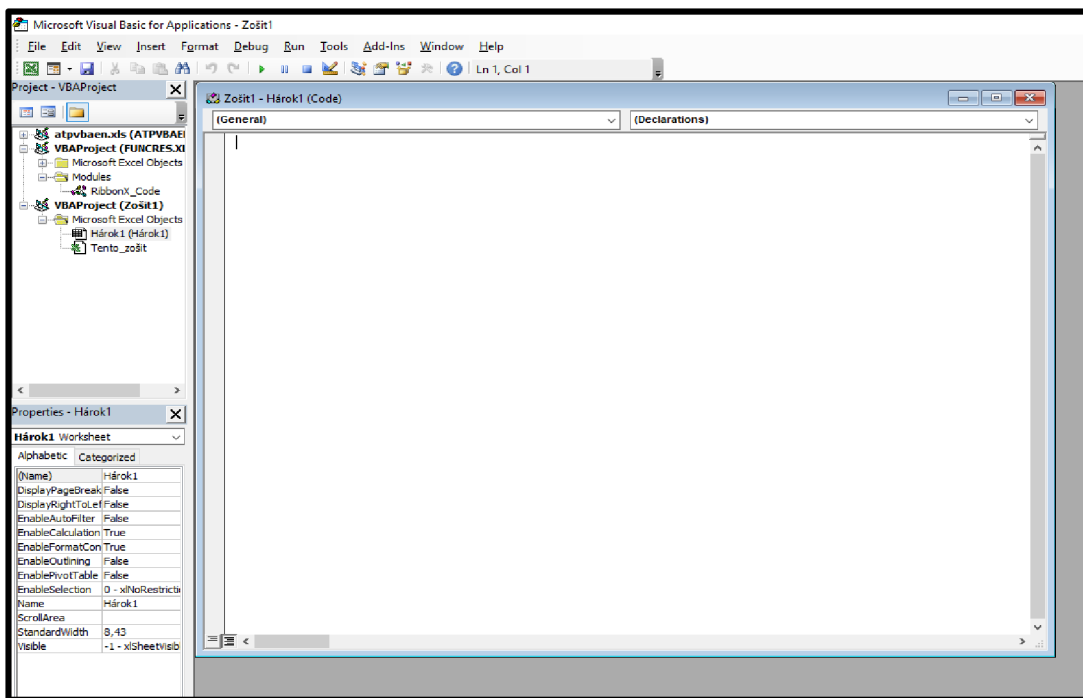 Microsoft Visual Basic for Applications - Zošit1
File Edit View Insert Format Debug Run Tools Add-Ins Window Help
Ln 1, Col 1
Project - VBAProject
atpvbaen.xls (ATPVBAEI
VBAProject (FUNCRES.XI
Microsoft Excel Objects
Modules
RibbonX_Code
VBAProject (Zošit1)
Microsoft Excel Objects
Hárok1 (Hárok1)
Tento_zošit
Properties - Hárok1
Hárok1 Worksheet
Alphabetic Categorized
(Name) Hárok1
DisplayPageBreak False
DisplayRightToLef False
EnableAutoFilter False
EnableCalculation True
EnableFormatCon True
EnableOutlining False
EnablePivotTable False
EnableSelection 0 - xlNoRestricti
Name Hárok1
ScrollArea
StandardWidth 8,43
Visible -1 - xlSheetVisib
Zošit1 - Hárok1 (Code)
(General) (Declarations)